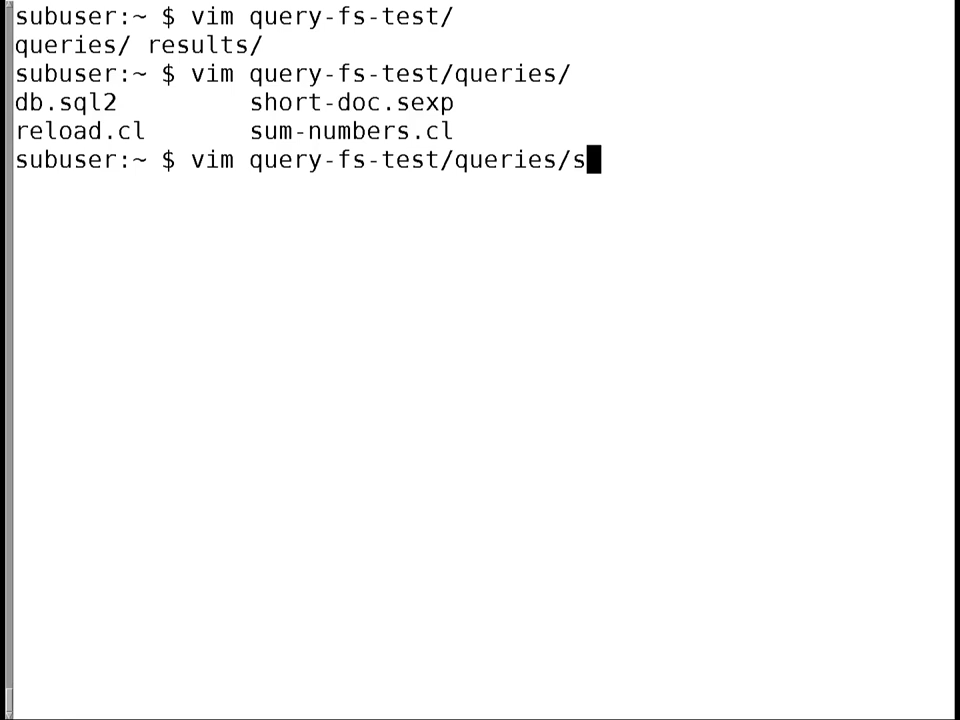 subuser:~ $ vim query-fs-test/
queries/ results/
subuser:~ $ vim query-fs-test/queries/
db.sql2         short-doc.sexp
reload.cl       sum-numbers.cl
subuser:~ $ vim query-fs-test/queries/s